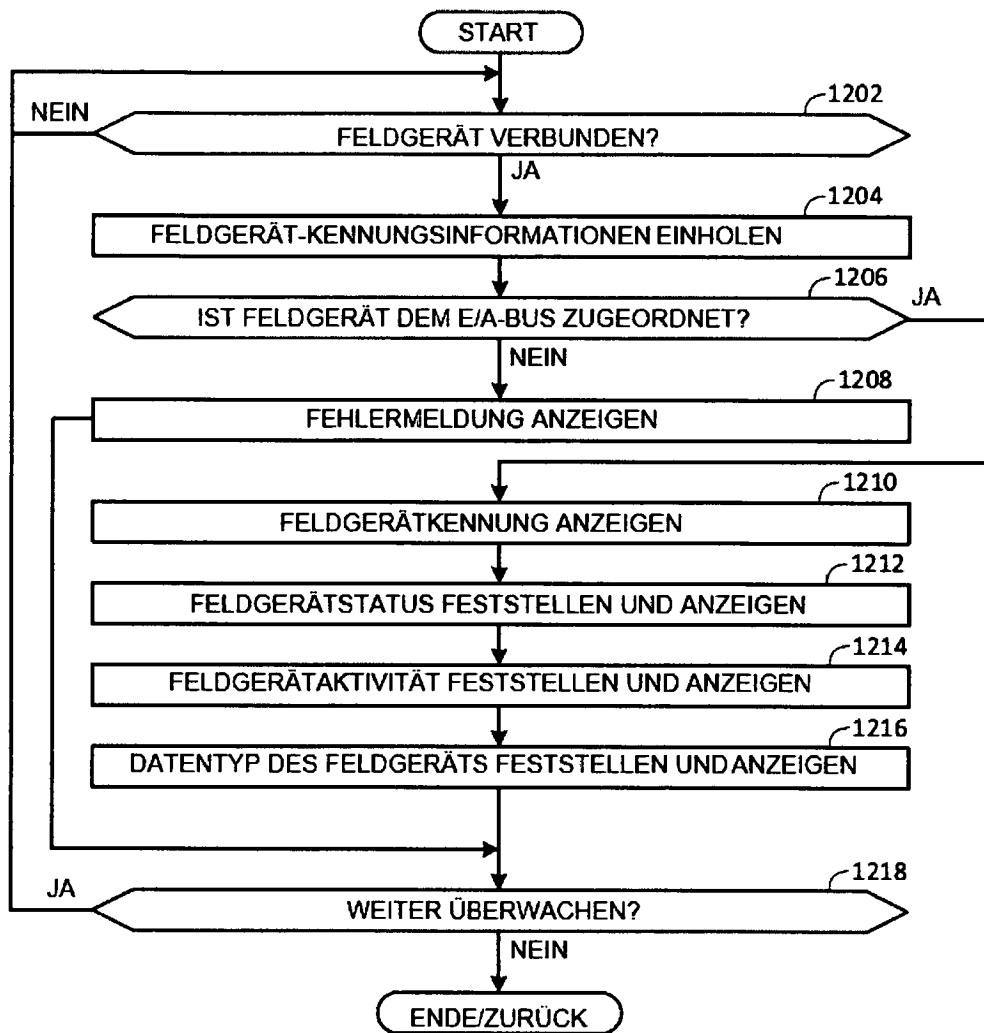 START
NEIN
1202
FELDGERÄT VERBUNDEN?
JA
1204
FELDGERÄT-KENNUNGSINFORMATIONEN EINHOLEN
1206
JA
IST FELDGERÄT DEM E/A-BUS ZUGEORDNET?
NEIN
1208
FEHLERMELDUNG ANZEIGEN
1210
FELDGERÄTKENNUNG ANZEIGEN
1212
FELDGERÄTSTATUS FESTSTELLEN UND ANZEIGEN
1214
FELDGERÄTAKTIVITÄT FESTSTELLEN UND ANZEIGEN
1216
DATENTYP DES FELDGERÄTS FESTSTELLEN UND ANZEIGEN
JA
1218
WEITER ÜBERWACHEN?
NEIN
ENDE/ZURÜCK